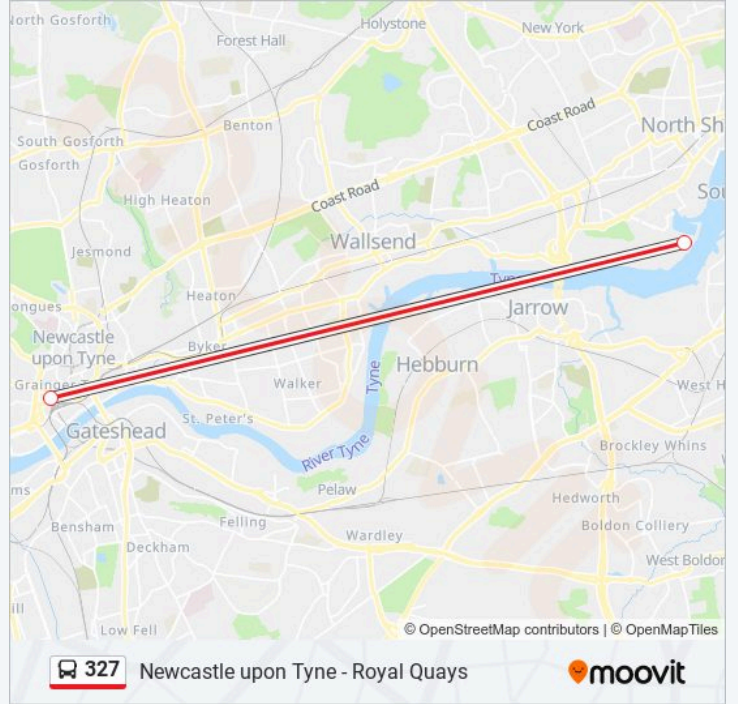 North Gosforth
Holystone
New York
Forest Hall
Coast Road
Benton
North Sh
South Gosforth
Gosforth
Sou
High Heaton
Coast Road
Wallsend
Jesmond
Tyne
Heaton
ongues
Jarrow
Newcastle
upon Tyne
Byker
Hebburn
Grainger T
Walker
Tyne
West H
St. Peter's
Gateshead
Brockley Whins
River Tyne
ms
Pelaw
Hedworth
Bensham
Felling
Boldon Colliery
Deckham
Wardley
West Boldon
ill
Low Fell
© OpenStreetMap contributors | © OpenMapTiles
327 Newcastle upon Tyne - Royal Quays
moovit